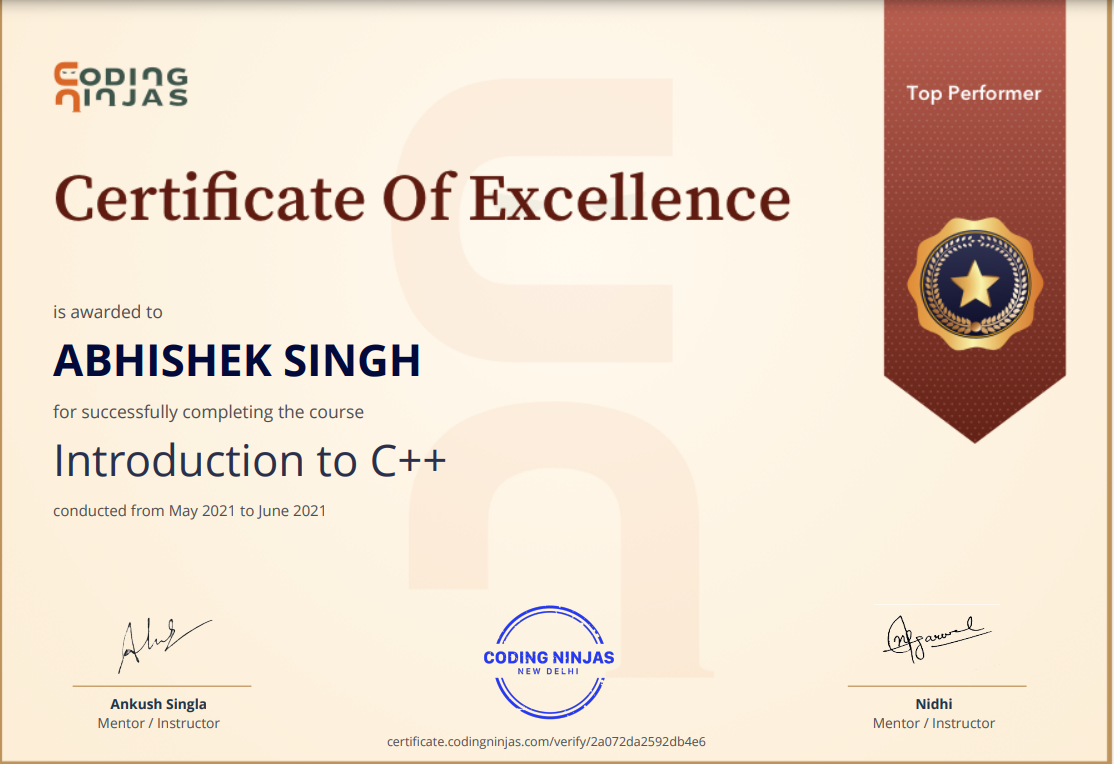 CODING
NINJAS
Top Performer
Certificate Of Excellence
is awarded to
ABHISHEK SINGH
for successfully completing the course
Introduction to C++
conducted from May 2021 to June 2021
CODING NINJAS
NEW DELHI
Ankush Singla
Mentor / Instructor
Nidhi
Mentor / Instructor
certificate.codingninjas.com/verify/2a072da2592db4e6